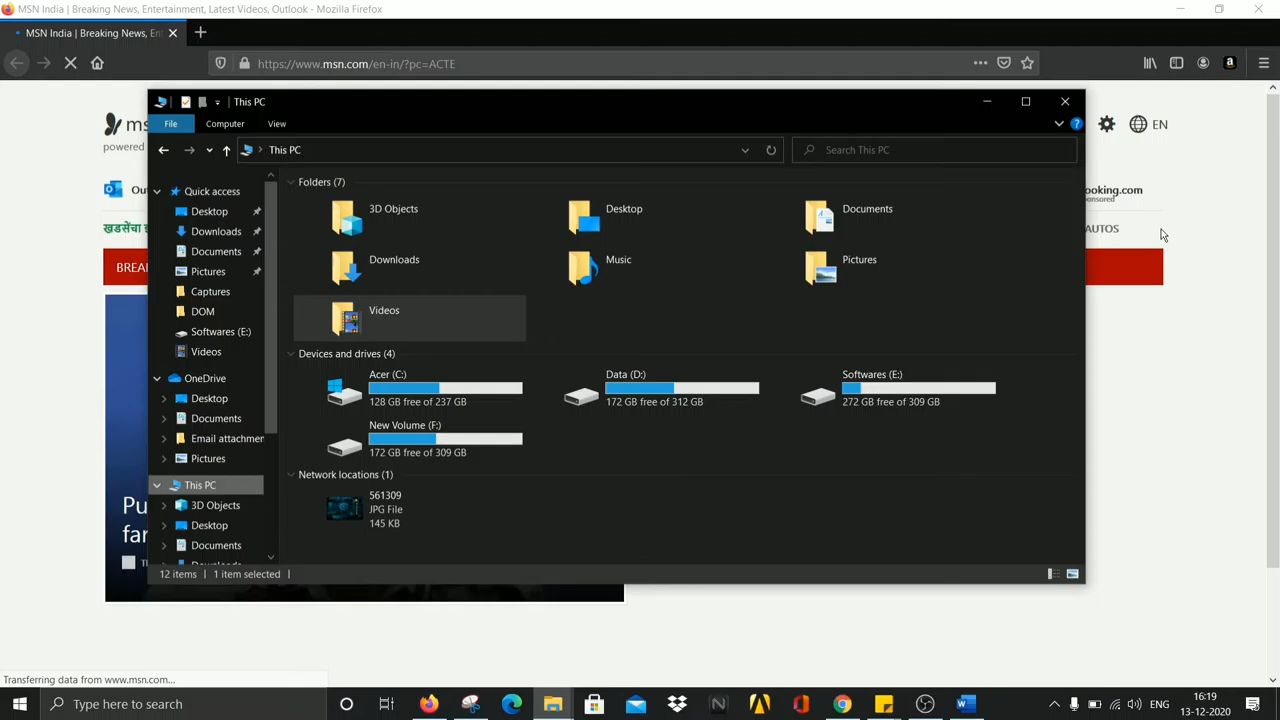 MSN India | Breaking News, Entertainment, Latest Videos, Outlook - Mozilla Firefox
MSN India | Breaking News, Ent
https://www.msn.com/en-in/?pc=ACTE
This PC
File Computer View
This PC
Search This PC
ms
powered
EN
Quick access
Desktop
Downloads
Documents
Pictures
Captures
DOM
Softwares (E:)
Videos
OneDrive
Desktop
Documents
Email attachmen
Pictures
This PC
3D Objects
Desktop
Documents
Folders (7)
3D Objects
Desktop
Documents
Downloads
Music
Pictures
Videos
Devices and drives (4)
Acer (C:)
128 GB free of 237 GB
Data (D:)
172 GB free of 312 GB
Softwares (E:)
272 GB free of 309 GB
New Volume (F:)
172 GB free of 309 GB
Network locations (1)
561309
JPG File
145 KB
12 items 1 item selected
Ou
ooking.com
onsored
AUTOS
BREA
Pu
far
Transferring data from www.msn.com...
Type here to search
ENG
16:19
13-12-2020